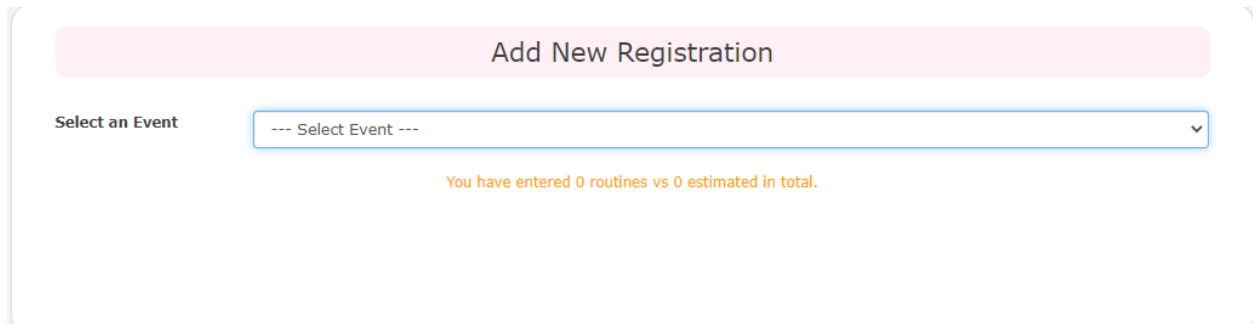 Add New Registration
Select an Event
--- Select Event ---
You have entered 0 routines vs 0 estimated in total.